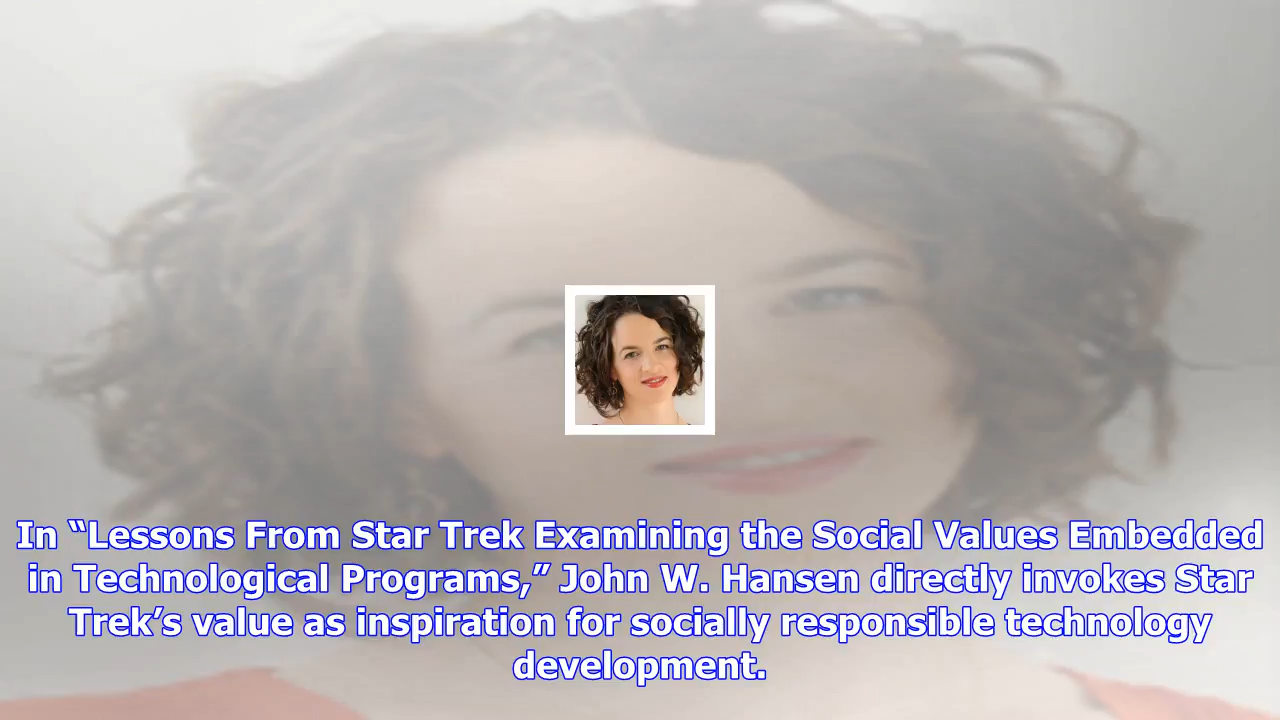 In “Lessons From Star Trek Examining the Social Values Embedded
in Technological Programs,” John W. Hansen directly invokes Star
Trek’s value as inspiration for socially responsible technology
development.